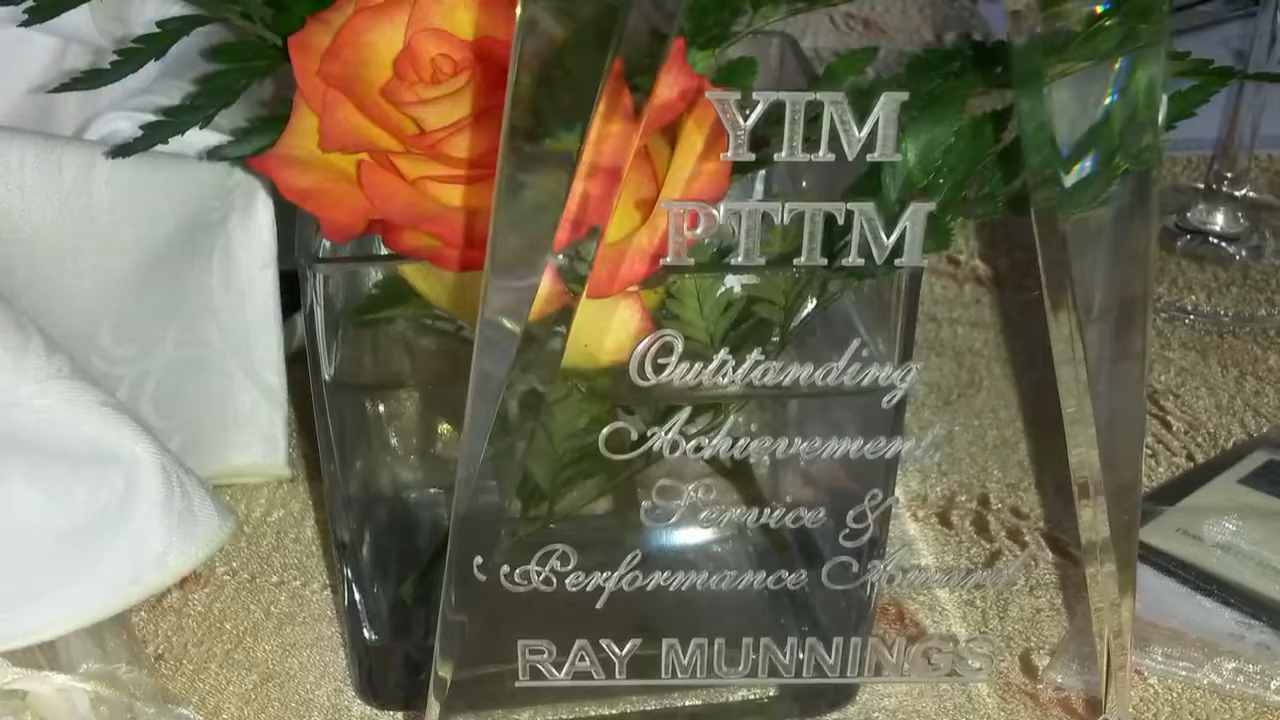 YIM
PTTM
Outstanding
Achievement
Service &
Performance Award
RAY MUNNINGS